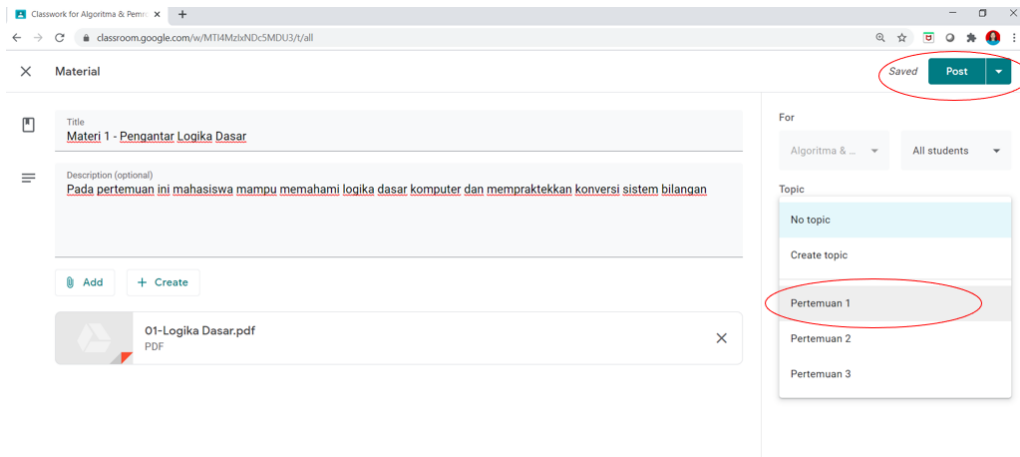 Classwork for Algoritma & Pemro
classroom.google.com/w/MTI4MzIxNDc5MDU3/t/all
Material
Saved
Post
Title
Materi 1 - Pengantar Logika Dasar
Description (optional)
Pada pertemuan ini mahasiswa mampu memahami logika dasar komputer dan mempraktekkan konversi sistem bilangan
Add
Create
01-Logika Dasar.pdf
PDF
For
Algoritma & ...
All students
Topic
No topic
Create topic
Pertemuan 1
Pertemuan 2
Pertemuan 3